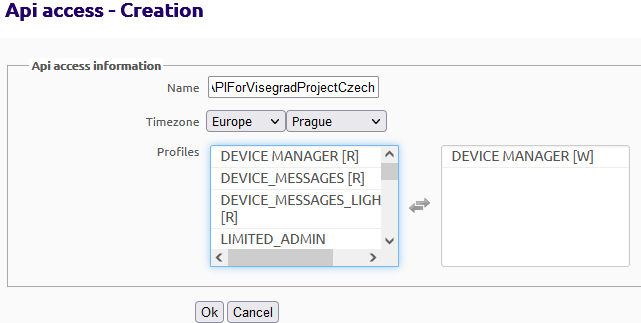 Api access - Creation
Api access information
Name
PIForVisegradProjectCzech
Timezone
Europe
Prague
Profiles
DEVICE MANAGER [R]
DEVICE MANAGER [W]
DEVICE_MESSAGES [R]
DEVICE_MESSAGES_LIGH
[R]
LIMITED_ADMIN
Ok
Cancel